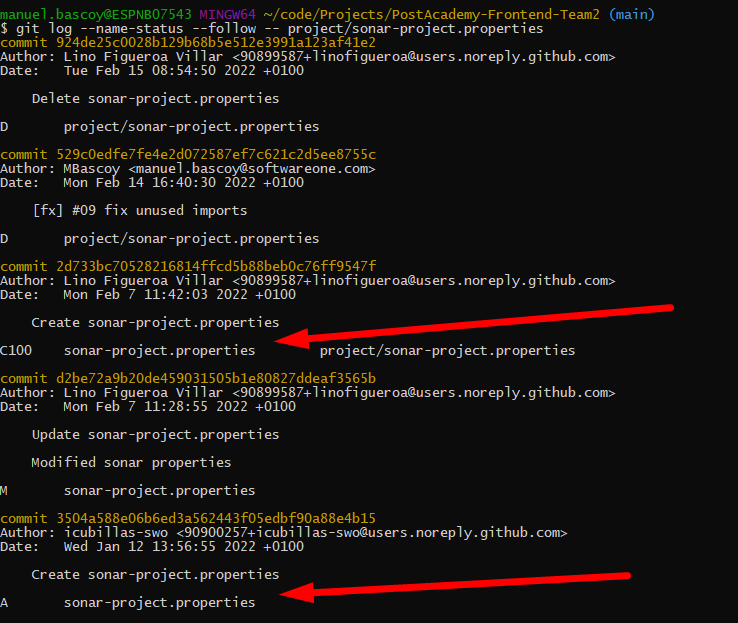 manuel.bascoy@ESPNB07543 MINGW64 ~/code/Projects/PostAcademy-Frontend-Team2 (main)
$ git log --name-status --follow -- project/sonar-project.properties
commit 924de25c0028b129b68b5e512e3991a123af41e2
Author: Lino Figueroa Villar <90899587+linofigueroa@users.noreply.github.com>
Date:   Tue Feb 15 08:54:50 2022 +0100
    Delete sonar-project.properties
D       project/sonar-project.properties
commit 529c0edfe7fe4e2d072587ef7c621c2d5ee8755c
Author: MBascoy <manuel.bascoy@softwareone.com>
Date:   Mon Feb 14 16:40:30 2022 +0100
    [fx] #09 fix unused imports
D       project/sonar-project.properties
commit 2d733bc70528216814ffcd5b88beb0c76ff9547f
Author: Lino Figueroa Villar <90899587+linofigueroa@users.noreply.github.com>
Date:   Mon Feb 7 11:42:03 2022 +0100
    Create sonar-project.properties
C100    sonar-project.properties        project/sonar-project.properties
commit d2be72a9b20de459031505b1e80827ddeaf3565b
Author: Lino Figueroa Villar <90899587+linofigueroa@users.noreply.github.com>
Date:   Mon Feb 7 11:28:55 2022 +0100
    Update sonar-project.properties
    Modified sonar properties
M       sonar-project.properties
commit 3504a588e06b6ed3a562443f05edbf90a88e4b15
Author: icubillas-swo <90900257+icubillas-swo@users.noreply.github.com>
Date:   Wed Jan 12 13:56:55 2022 +0100
    Create sonar-project.properties
A       sonar-project.properties